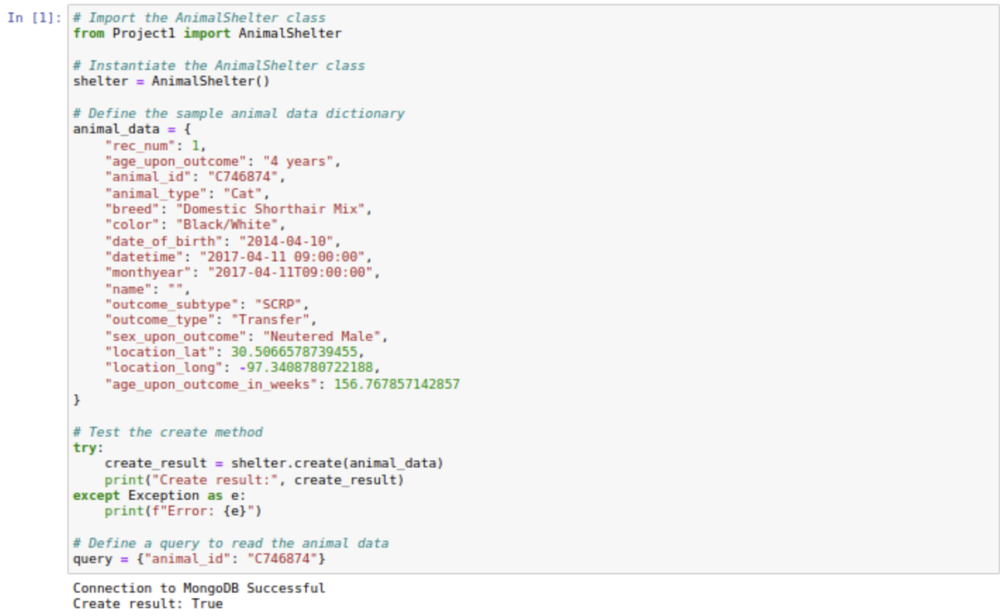 In [1]: # Import the AnimalShelter class
from Project1 import AnimalShelter

# Instantiate the AnimalShelter class
shelter = AnimalShelter()

# Define the sample animal data dictionary
animal_data = {
    "rec_num": 1,
    "age_upon_outcome": "4 years",
    "animal_id": "C746874",
    "animal_type": "Cat",
    "breed": "Domestic Shorthair Mix",
    "color": "Black/White",
    "date_of_birth": "2014-04-10",
    "datetime": "2017-04-11 09:00:00",
    "monthyear": "2017-04-11T09:00:00",
    "name": "",
    "outcome_subtype": "SCRP",
    "outcome_type": "Transfer",
    "sex_upon_outcome": "Neutered Male",
    "location_lat": 30.5066578739455,
    "location_long": -97.3408780722188,
    "age_upon_outcome_in_weeks": 156.767857142857
}

# Test the create method
try:
    create_result = shelter.create(animal_data)
    print("Create result:", create_result)
except Exception as e:
    print(f"Error: {e}")

# Define a query to read the animal data
query = {"animal_id": "C746874"}
Connection to MongoDB Successful
Create result: True